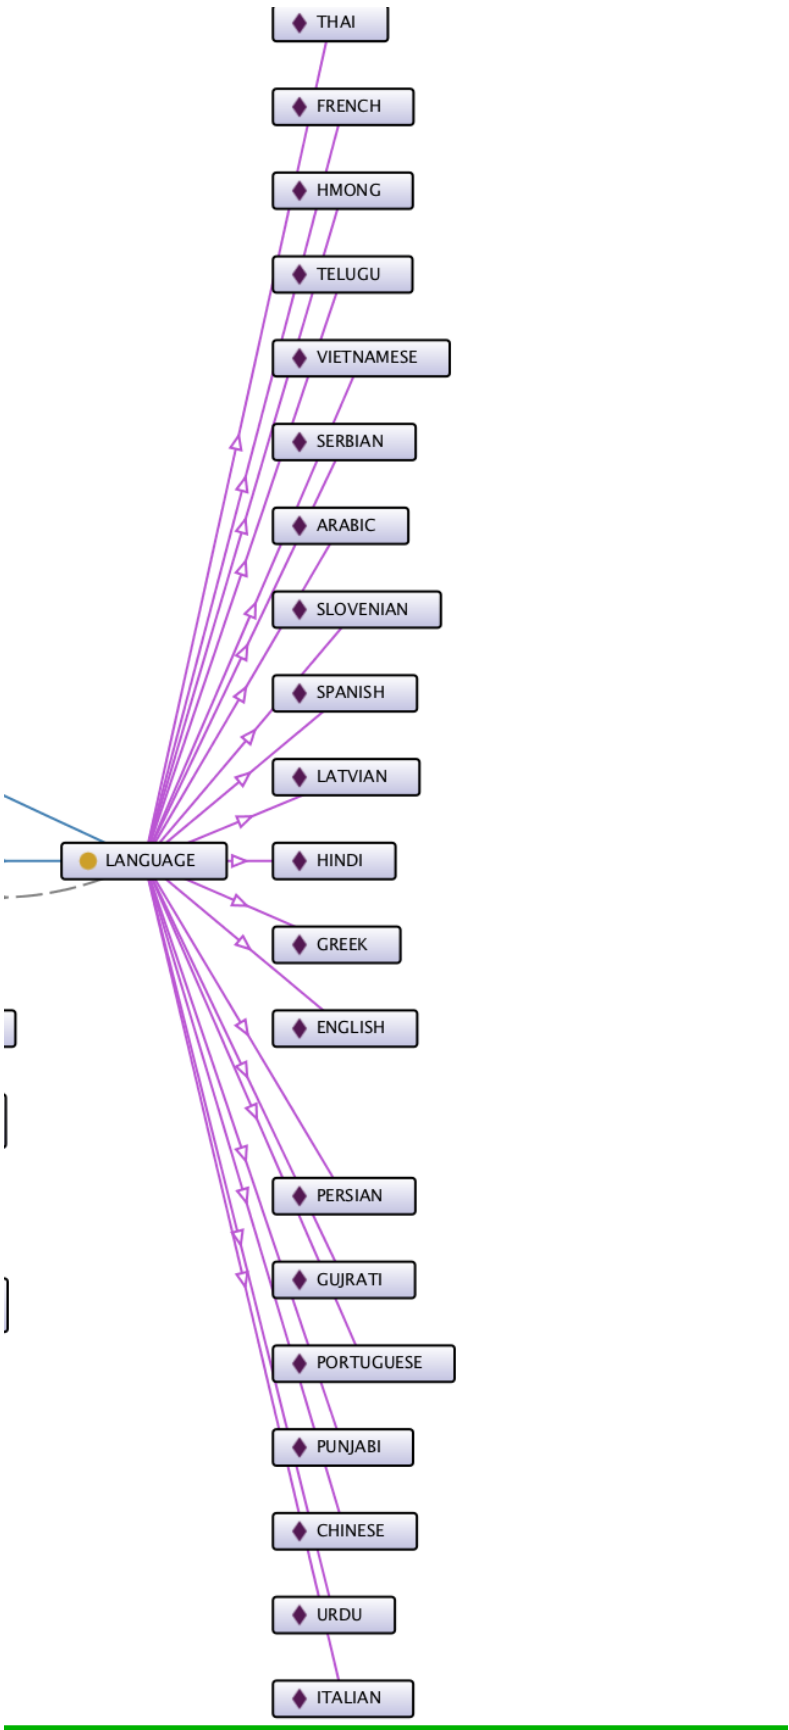 THAI
FRENCH
HMONG
TELUGU
VIETNAMESE
SERBIAN
ARABIC
SLOVENIAN
SPANISH
LATVIAN
LANGUAGE
HINDI
GREEK
ENGLISH
PERSIAN
GUJRATI
PORTUGUESE
PUNJABI
CHINESE
URDU
ITALIAN